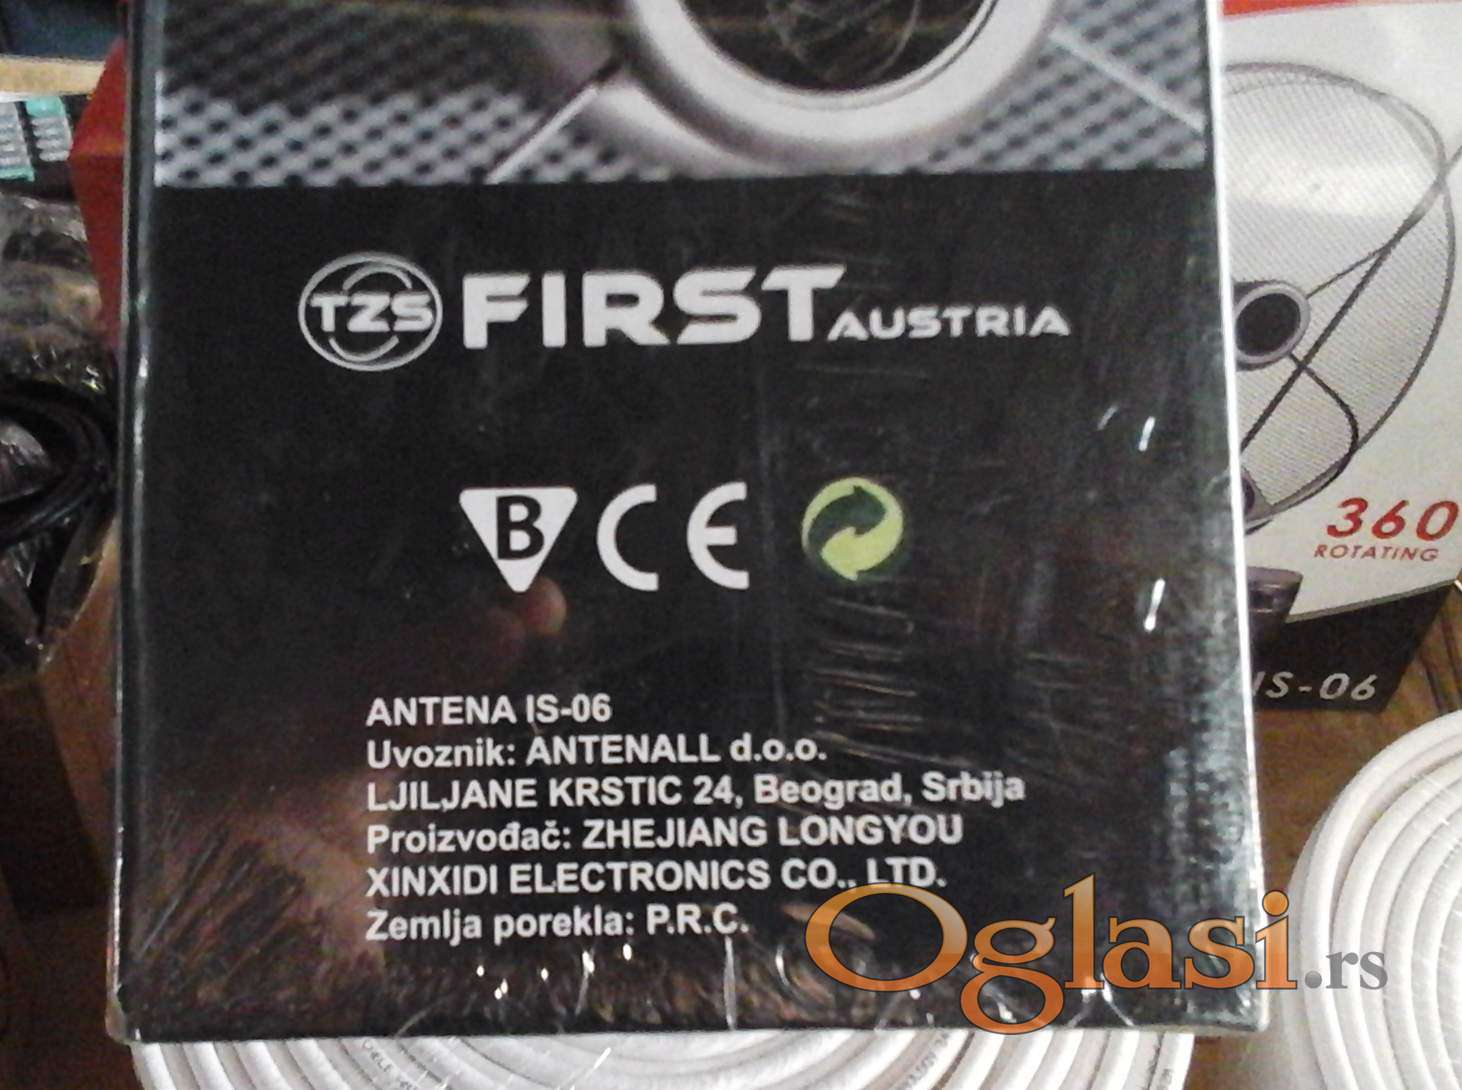 TZS FIRST AUSTRIA
B CE
ANTENA IS-06
Uvoznik: ANTENALL d.o.o.
LJILJANE KRSTIC 24, Beograd, Srbija
Proizvođač: ZHEJIANG LONGYOU
XINXIDI ELECTRONICS CO., LTD.
Zemlja porekla: P.R.C.
360
ROTATING
IS-06
Oglasi.rs